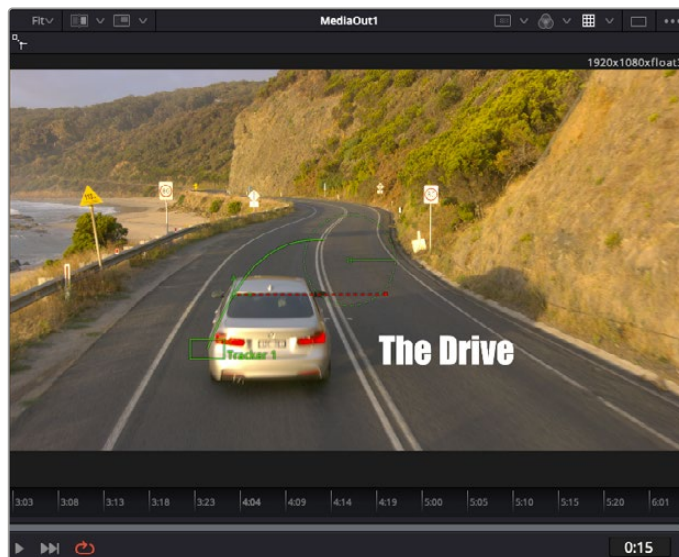 Fit
MediaOut1
1920x1080xfloat3
Tracker 1
The Drive
3:03 3:08 3:13 3:18 3:23 4:04 4:09 4:14 4:19 5:00 5:05 5:10 5:15 5:20 6:01
0:15